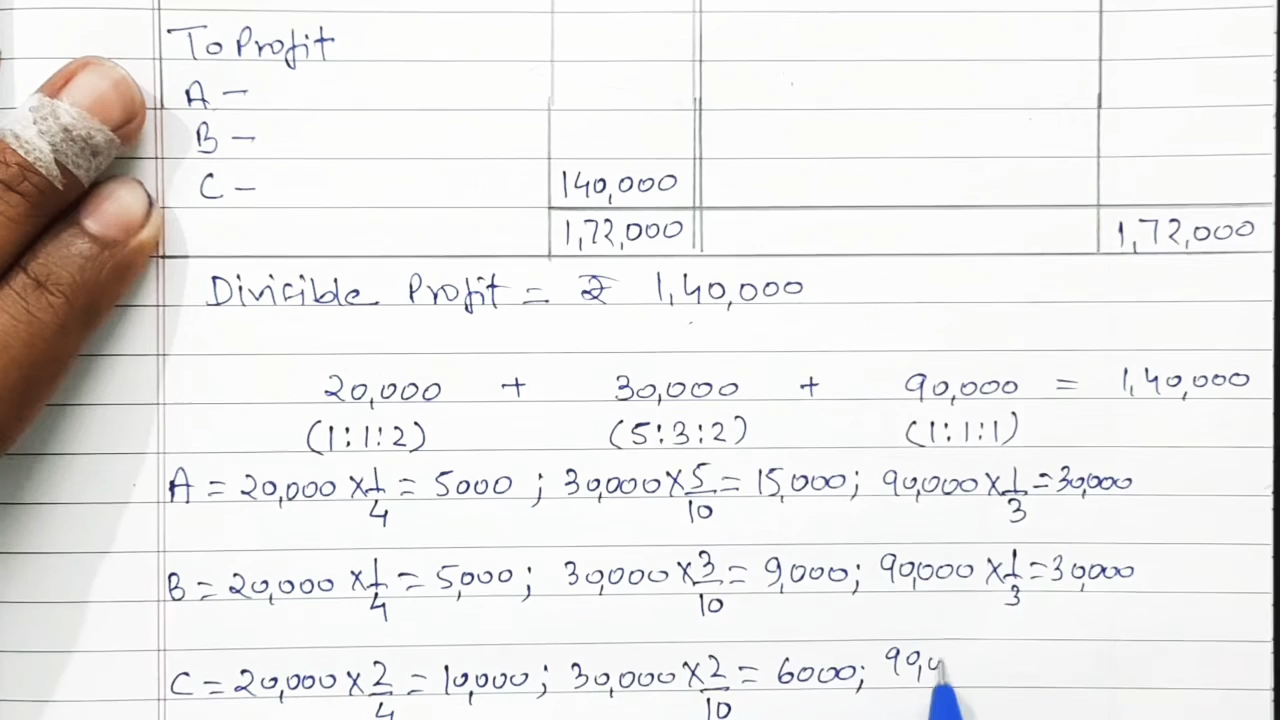 To Profit
A -
B -
C - 140,000
1,72,000 1,72,000
Divicible Profit = ₹ 1,40,000
20,000 + 30,000 + 90,000 = 1,40,000
(1:1:2) (5:3:2) (1:1:1)
A = 20,000 × 1/4 = 5000 ; 30,000 × 5/10 = 15,000; 90,000 × 1/3 = 30,000
B = 20,000 × 1/4 = 5,000; 30,000 × 3/10 = 9,000; 90,000 × 1/3 = 30,000
C = 20,000 × 2/4 = 10,000; 30,000 × 2/10 = 6000; 90,